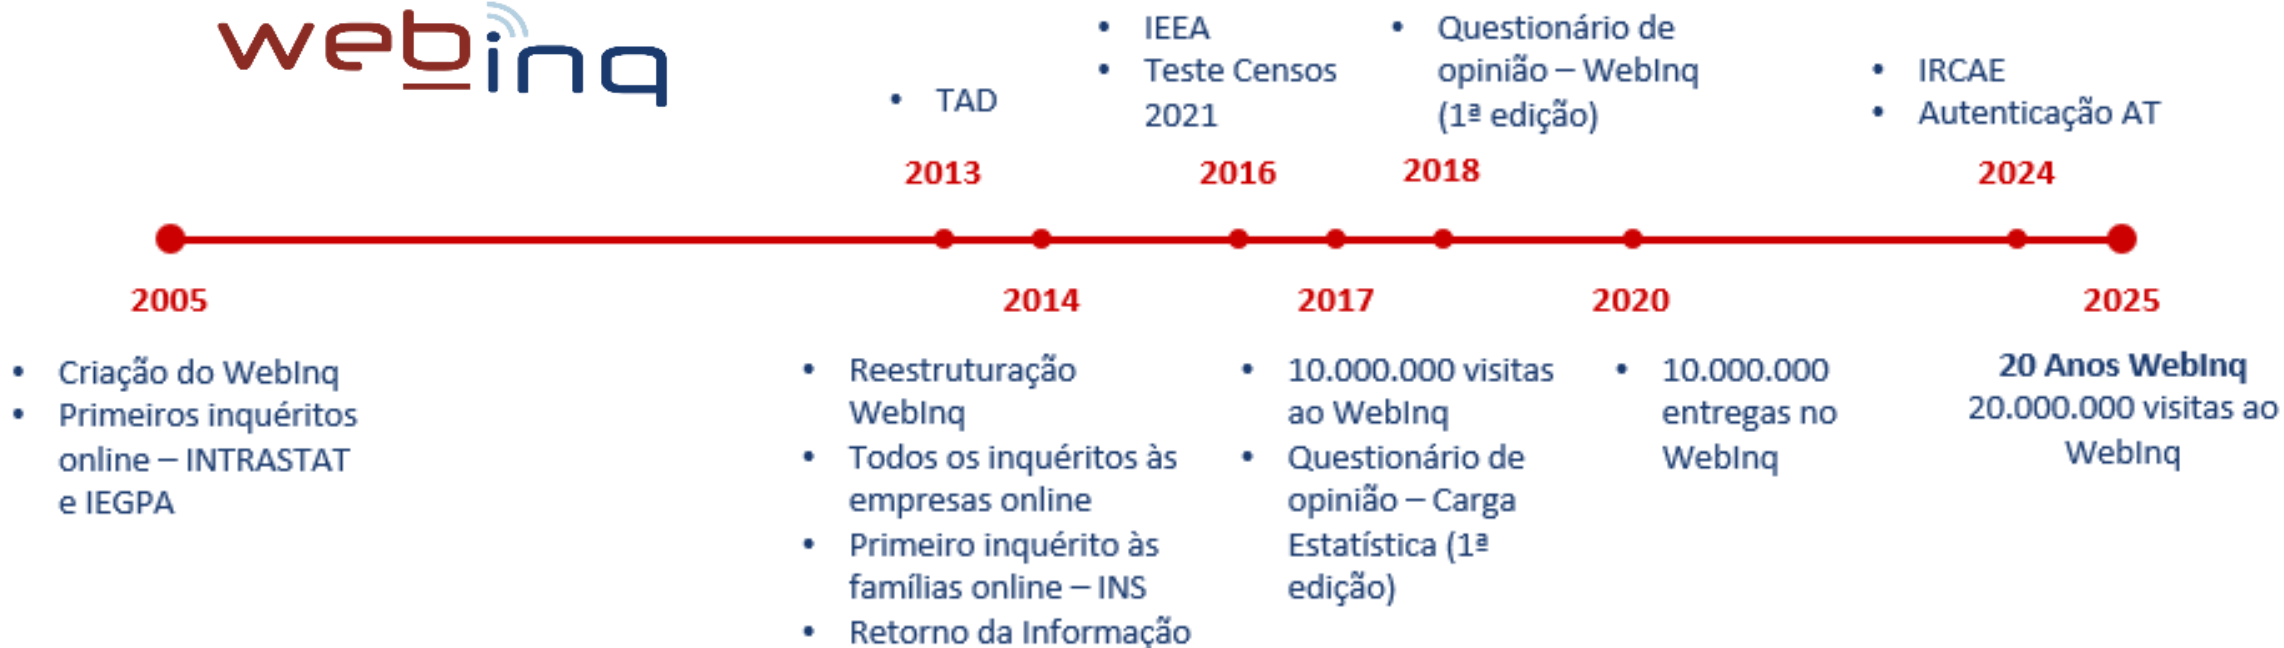 webinq
• TAD
2013
• IEEA
• Teste Censos
2021
2016
• Questionário de
opinião – WebInq
(1ª edição)
2018
• IRCAE
• Autenticação AT
2024
2005
• Criação do WebInq
• Primeiros inquéritos
online – INTRASTAT
e IEGPA
2014
• Reestruturação
WebInq
• Todos os inquéritos às
empresas online
• Primeiro inquérito às
famílias online – INS
• Retorno da Informação
2017
• 10.000.000 visitas
ao WebInq
• Questionário de
opinião – Carga
Estatística (1ª
edição)
2020
• 10.000.000
entregas no
WebInq
2025
20 Anos WebInq
20.000.000 visitas ao
WebInq